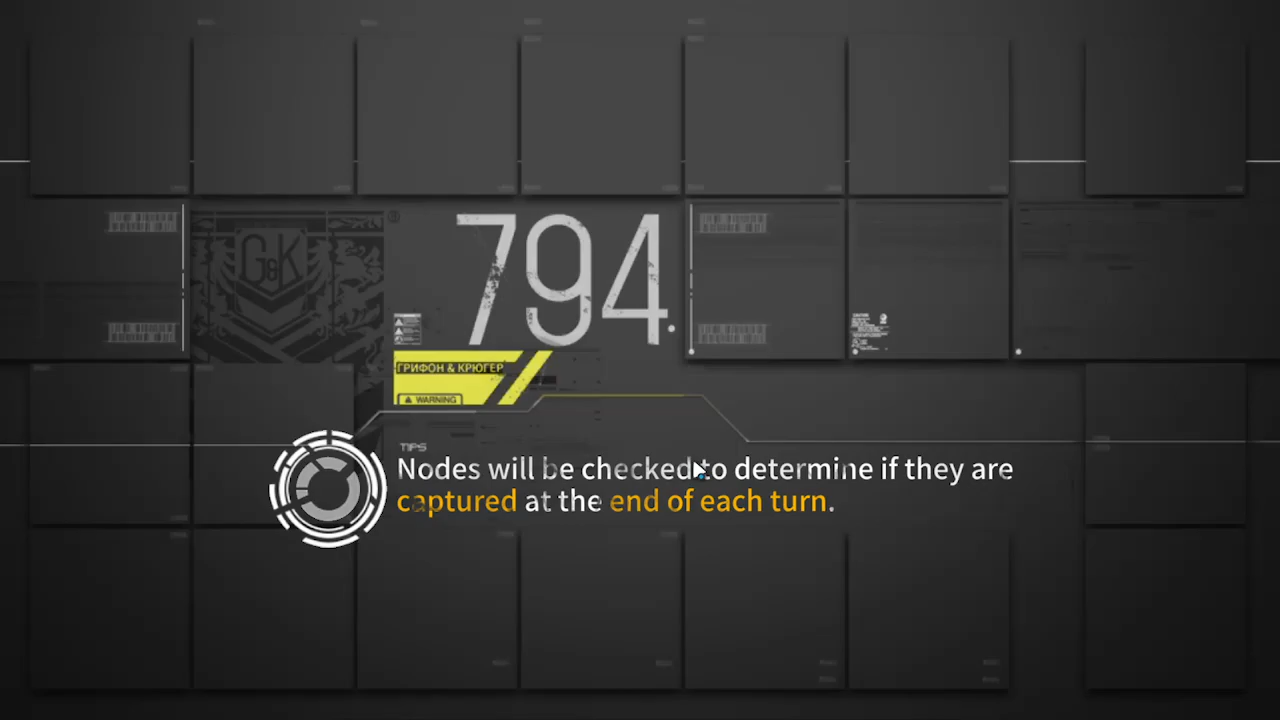 G&K
794.
ГРИФОН & КРЮГЕР
WARNING
TIPS
Nodes will be checked to determine if they are
captured at the end of each turn.